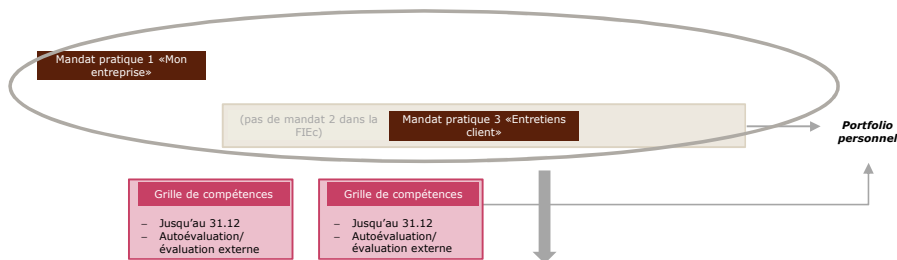 Mandat pratique 1 «Mon
entreprise»
(pas de mandat 2 dans la
FIEc)
Mandat pratique 3 «Entretiens
client»
Portfolio
personnel
Grille de compétences
– Jusqu'au 31.12
– Autoévaluation/
évaluation externe
Grille de compétences
– Jusqu'au 31.12
– Autoévaluation/
évaluation externe